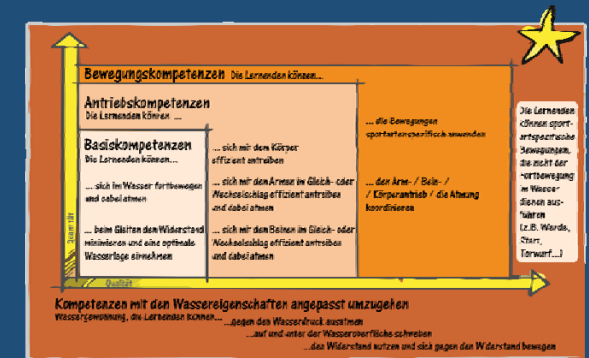 Bewegungskompetenzen Die Lernenden können...
Antriebskompetenzen
Die Lernenden können ...
Basiskompetenzen
Die Lernenden können...
... sich im Wasser fortbewegen
und dabei atmen
... beim Gleiten den Widerstand
minimieren und eine optimale
Wasserlage einnehmen
... sich mit dem Körper
effizient antreiben
... sich mit den Armen im Gleich- oder
Wechselschlag effizient antreiben
und dabei atmen
... sich mit den Beinen im Gleich- oder
Wechselschlag effizient antreiben
und dabei atmen
... die Bewegungen
sportartenspezifisch anwenden
... den Arm- / Bein- /
/ Körperantrieb / die Atmung
koordinieren
Die Lernenden
können sport-
artspezifische
Bewegungen,
die nicht der
Fortbewegung
im Wasser
dienen aus-
führen
(z.B. Wende,
Start,
Torwurf...)
Quantität
Qualität
Kompetenzen mit den Wassereigenschaften angepasst umzugehen
Wassergewöhnung, die Lernenden können...
...gegen den Wasserdruck ausatmen
...auf und unter der Wasseroberfläche schweben
...den Widerstand nutzen und sich gegen den Widerstand bewegen